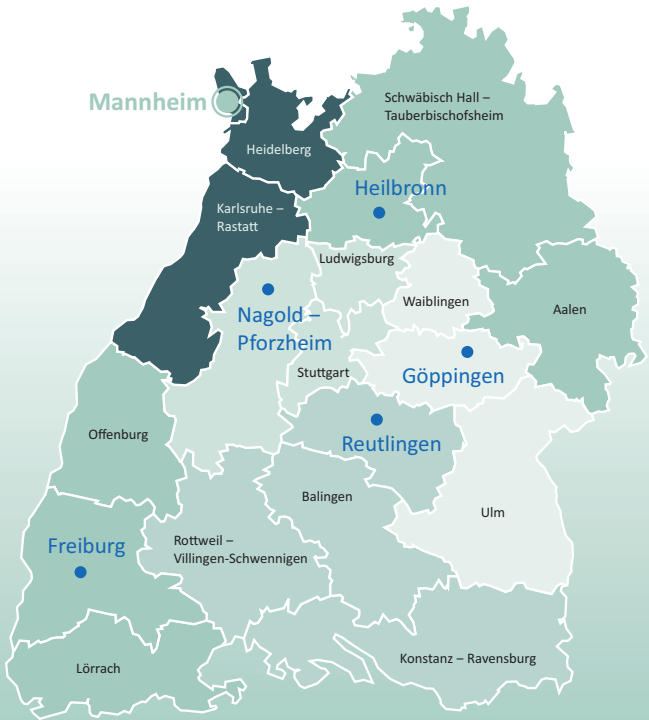 Schwäbisch Hall –
Tauberbischofsheim
Mannheim
Heidelberg
Heilbronn
Karlsruhe –
Rastatt
Ludwigsburg
Waiblingen
Aalen
Nagold –
Pforzheim
Stuttgart
Göppingen
Offenburg
Reutlingen
Balingen
Ulm
Rottweil –
Villingen-Schwennigen
Freiburg
Konstanz – Ravensburg
Lörrach